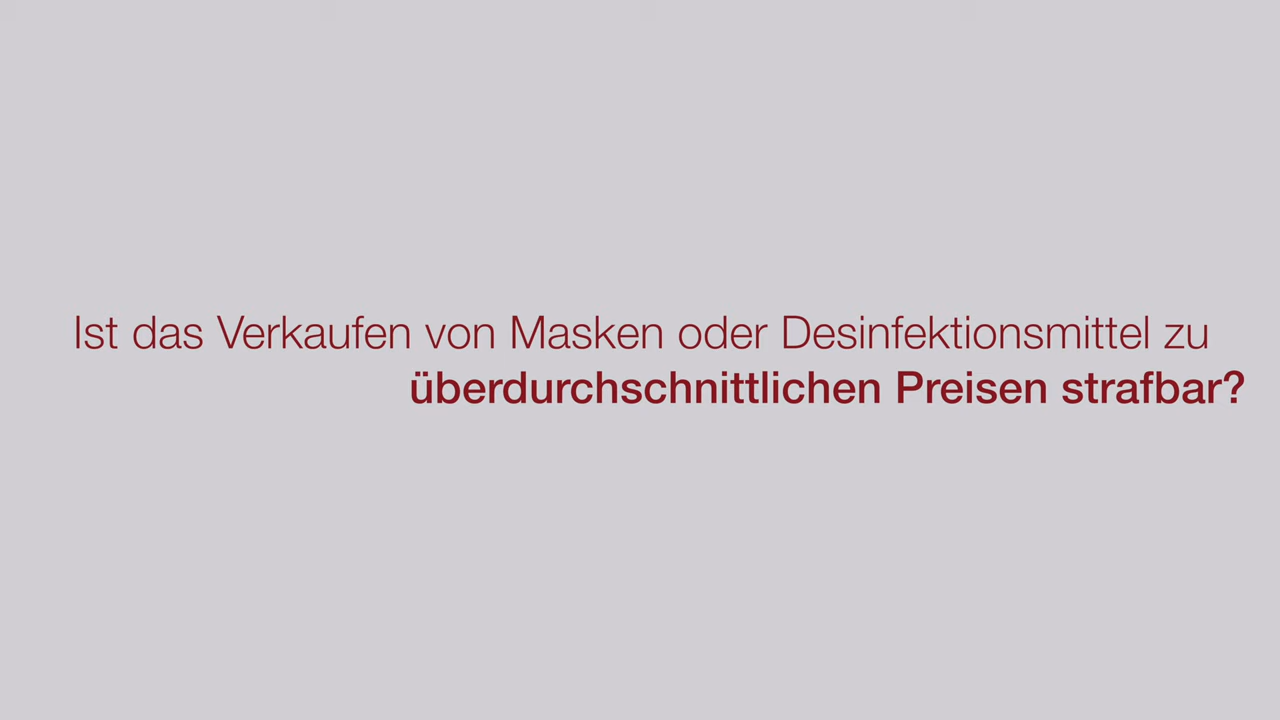 Ist das Verkaufen von Masken oder Desinfektionsmittel zu
überdurchschnittlichen Preisen strafbar?